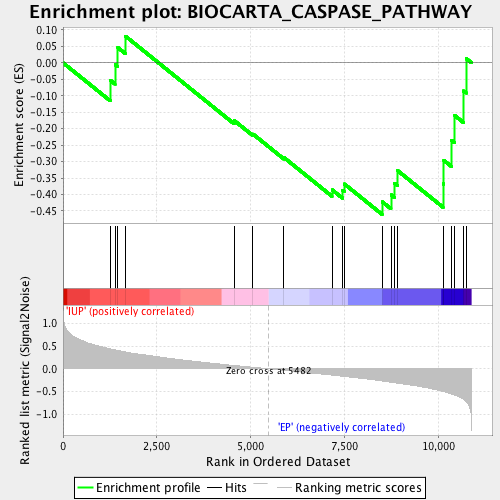 Enrichment plot: BIOCARTA_CASPASE_PATHWAY
Enrichment score (ES)
0.10
0.05
0.00
-0.05
-0.10
-0.15
-0.20
-0.25
-0.30
-0.35
-0.40
-0.45
'IUP' (positively correlated)
Ranked list metric (Signal2Noise)
1.0
0.5
0.0
-0.5
-1.0
Zero cross at 5482
'EP' (negatively correlated)
0
2,500
5,000
7,500
10,000
Rank in Ordered Dataset
Enrichment profile
Hits
Ranking metric scores